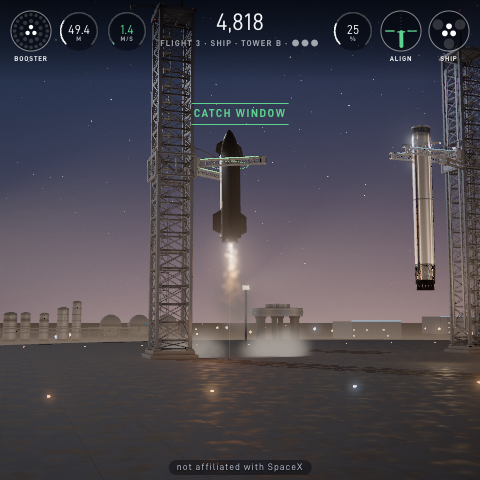 4,818
FLIGHT 3 · SHIP · TOWER B ·
49.4
M
1.4
M/S
25
%
BOOSTER
ALIGN
SHIP
CATCH WINDOW
not affiliated with SpaceX